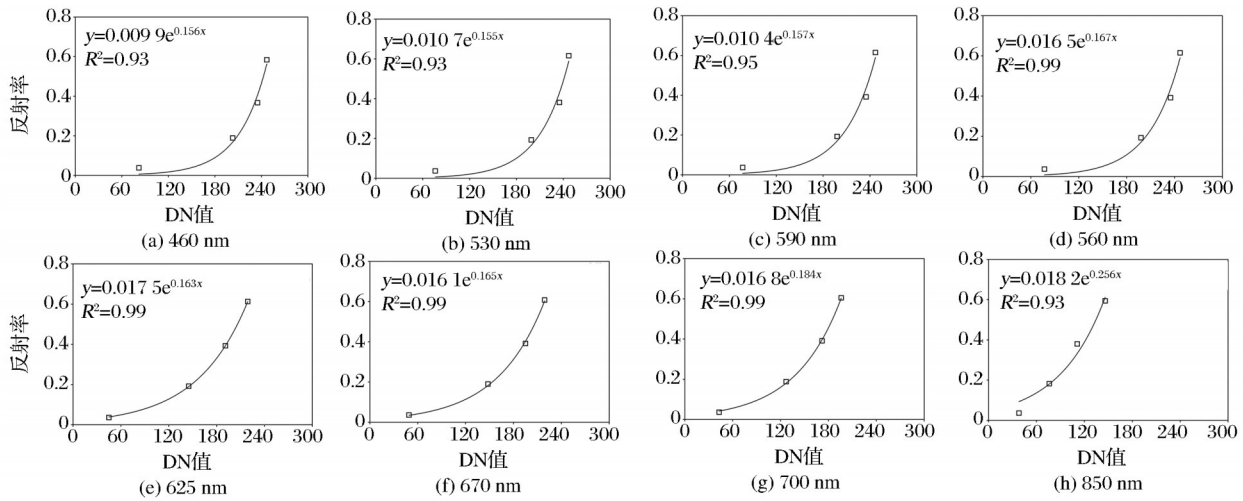 反射率
0.8
0.6
0.4
0.2
0
y=0.009 9e^0.156x
R²=0.93
0 60 120 180 240 300
DN值
(a) 460 nm
0.8
0.6
0.4
0.2
0
y=0.010 7e^0.155x
R²=0.93
0 60 120 180 240 300
DN值
(b) 530 nm
0.8
0.6
0.4
0.2
0
y=0.010 4e^0.157x
R²=0.95
0 60 120 180 240 300
DN值
(c) 590 nm
0.8
0.6
0.4
0.2
0
y=0.016 5e^0.167x
R²=0.99
0 60 120 180 240 300
DN值
(d) 560 nm
反射率
0.8
0.6
0.4
0.2
0
y=0.017 5e^0.163x
R²=0.99
0 60 120 180 240 300
DN值
(e) 625 nm
0.8
0.6
0.4
0.2
0
y=0.016 1e^0.165x
R²=0.99
0 60 120 180 240 300
DN值
(f) 670 nm
0.8
0.6
0.4
0.2
0
y=0.016 8e^0.184x
R²=0.99
0 60 120 180 240 300
DN值
(g) 700 nm
0.8
0.6
0.4
0.2
0
y=0.018 2e^0.256x
R²=0.93
0 60 120 180 240 300
DN值
(h) 850 nm